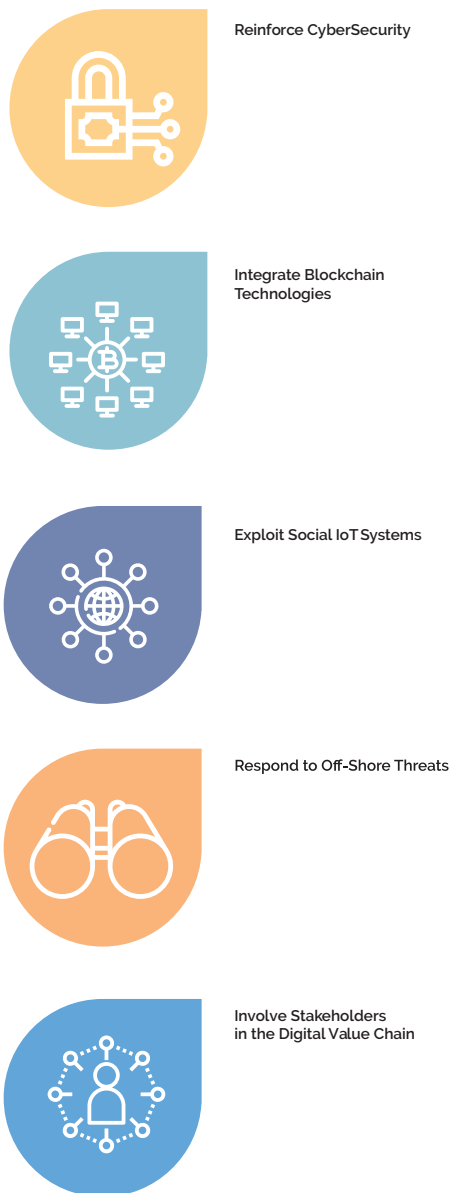 Reinforce CyberSecurity
Integrate Blockchain
Technologies
Exploit Social IoT Systems
Respond to Off-Shore Threats
Involve Stakeholders
in the Digital Value Chain